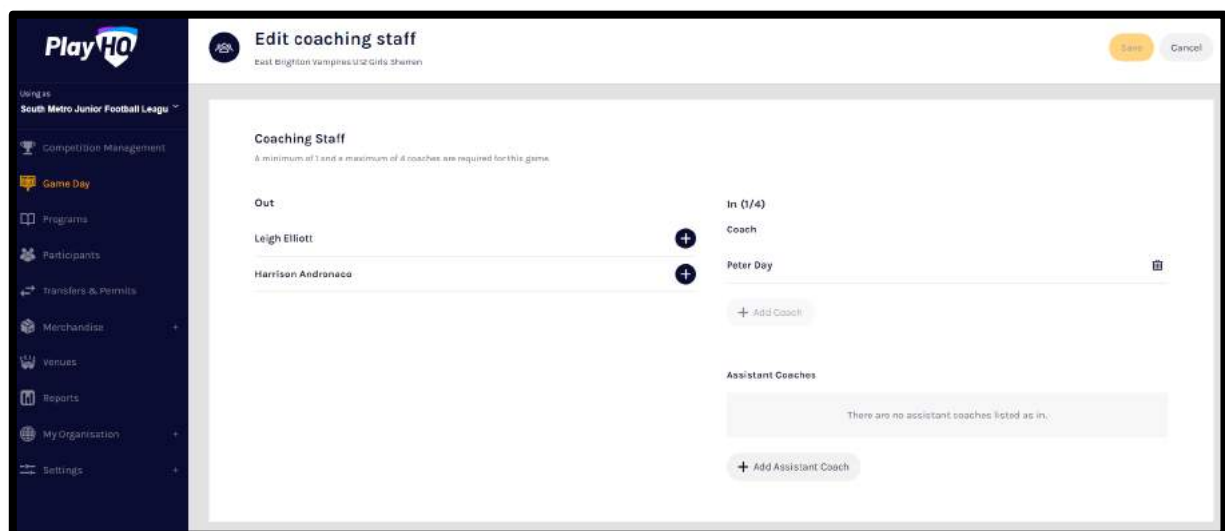 PlayHQ
Using as
South Metro Junior Football Leagu
Competition Management
Game Day
Programs
Participants
Transfers & Permits
Merchandise +
Venues
Reports
My Organisation +
Settings +
Edit coaching staff
East Brighton Vampires U12 Girls Sherrin
Save
Cancel
Coaching Staff
A minimum of 1 and a maximum of 4 coaches are required for this game.
Out
Leigh Elliott
Harrison Andronaco
In (1/4)
Coach
Peter Day
+ Add Coach
Assistant Coaches
There are no assistant coaches listed as in.
+ Add Assistant Coach